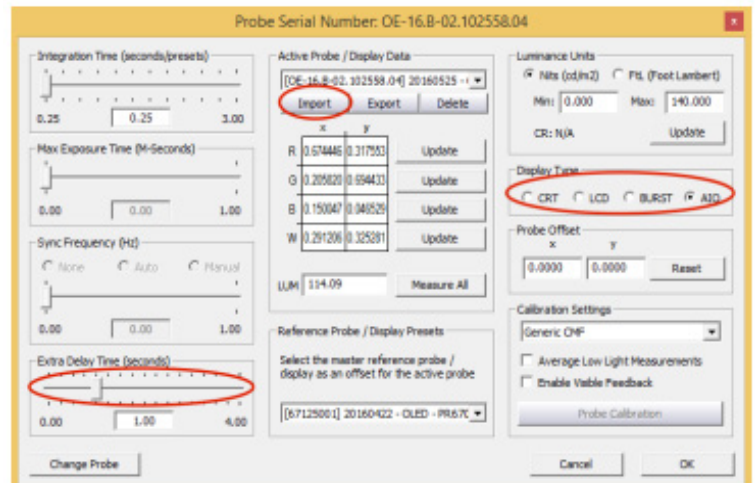 Probe Serial Number: OE-16.B-02.102558.04
x
Integration Time (seconds/presets)
0.25 0.25 3.00
Max Exposure Time (M-Seconds)
0.00 0.00 1.00
Sync Frequency (Hz)
None Auto Manual
0.00 0.00 1.00
Extra Delay Time (seconds)
0.00 1.00 4.00
Change Probe
Active Probe / Display Data
[OE-16.B-02.102558.04] 20160525 -
Import Export Delete
x y
R 0.674446 0.317553 Update
G 0.205820 0.694433 Update
B 0.150047 0.046529 Update
W 0.291206 0.325281 Update
LUM 114.09 Measure All
Reference Probe / Display Presets
Select the master reference probe /
display as an offset for the active probe
[67125001] 20160422 - OLED - PR67
Luminance Units
Nits (cd/m2) FtL (Foot Lambert)
Min: 0.000 Max: 140.000
CR: N/A Update
Display Type
CRT LCD BURST AIO
Probe Offset
x y
0.0000 0.0000 Reset
Calibration Settings
Generic CMF
Average Low Light Measurements
Enable Visible Feedback
Probe Calibration
Cancel OK